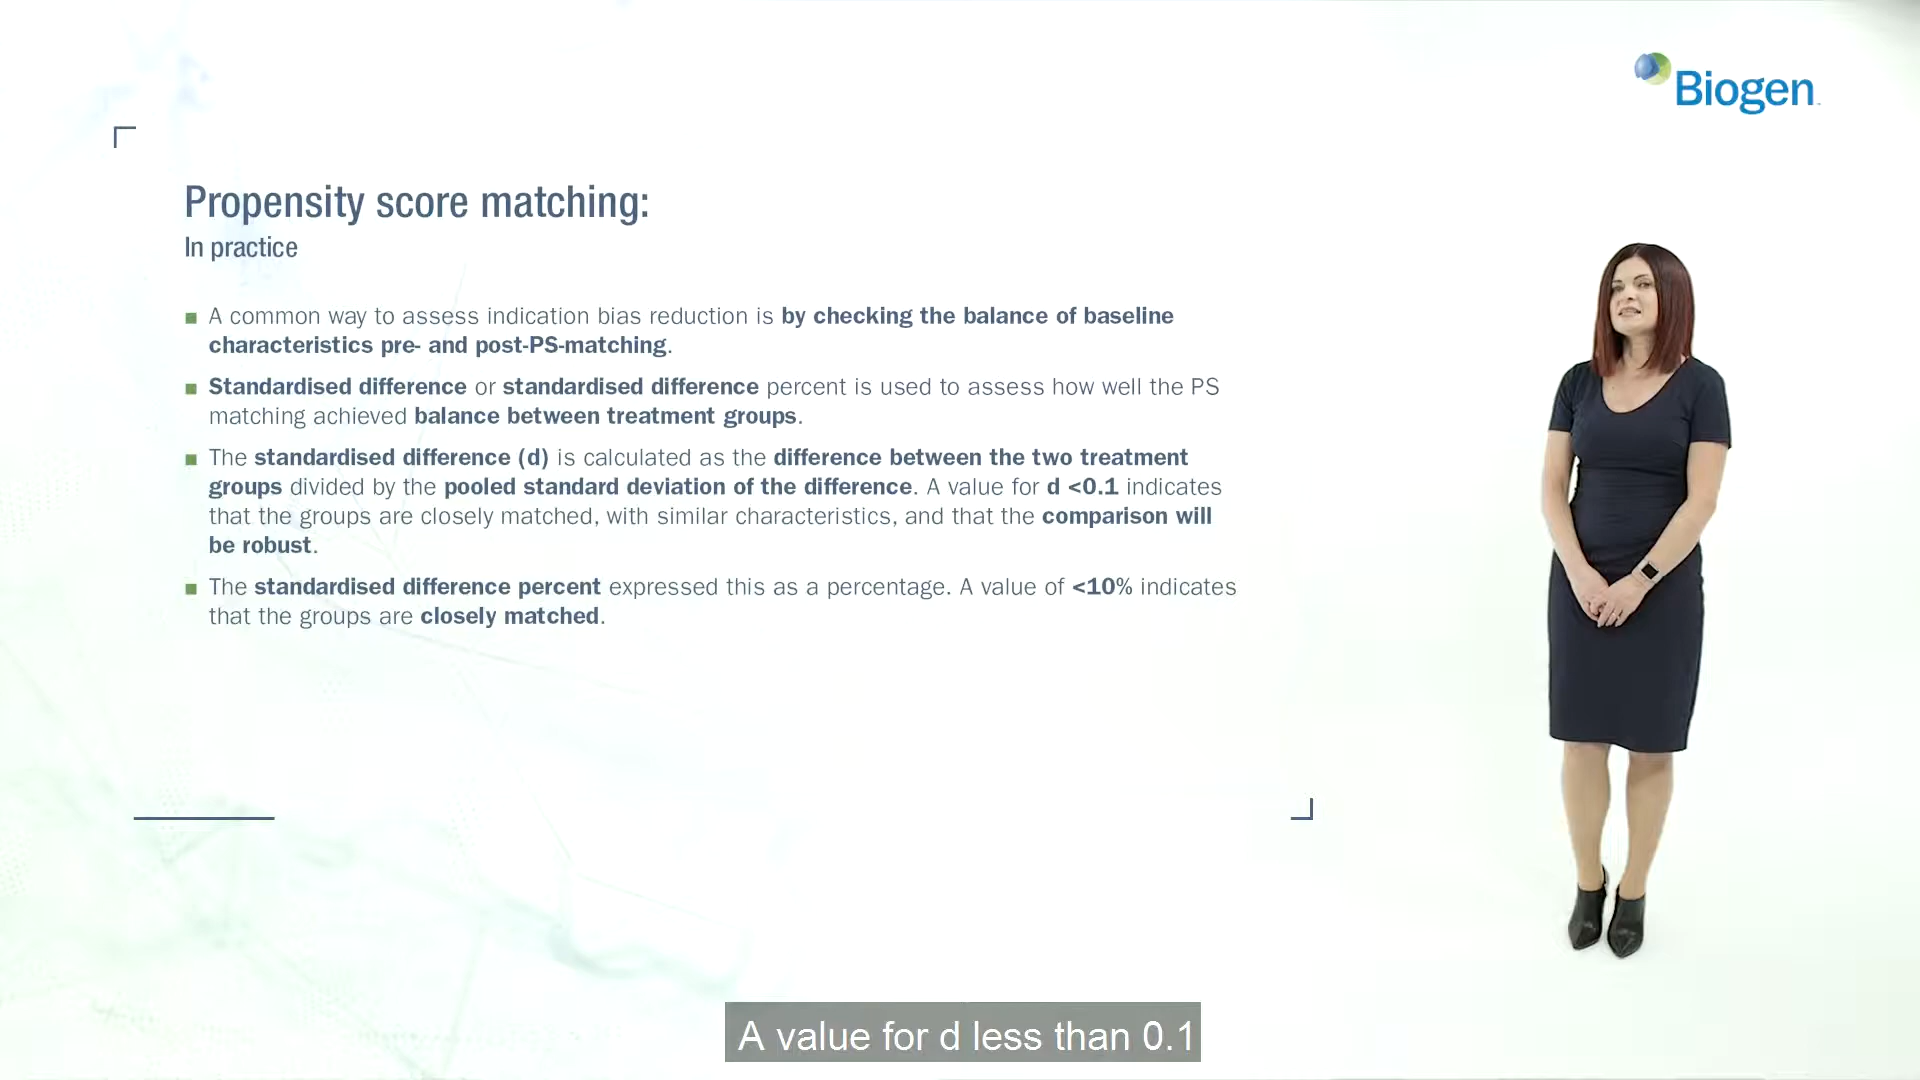 Biogen
Propensity score matching:
In practice
■ A common way to assess indication bias reduction is by checking the balance of baseline
characteristics pre- and post-PS-matching.
■ Standardised difference or standardised difference percent is used to assess how well the PS
matching achieved balance between treatment groups.
■ The standardised difference (d) is calculated as the difference between the two treatment
groups divided by the pooled standard deviation of the difference. A value for d <0.1 indicates
that the groups are closely matched, with similar characteristics, and that the comparison will
be robust.
■ The standardised difference percent expressed this as a percentage. A value of <10% indicates
that the groups are closely matched.
A value for d less than 0.1